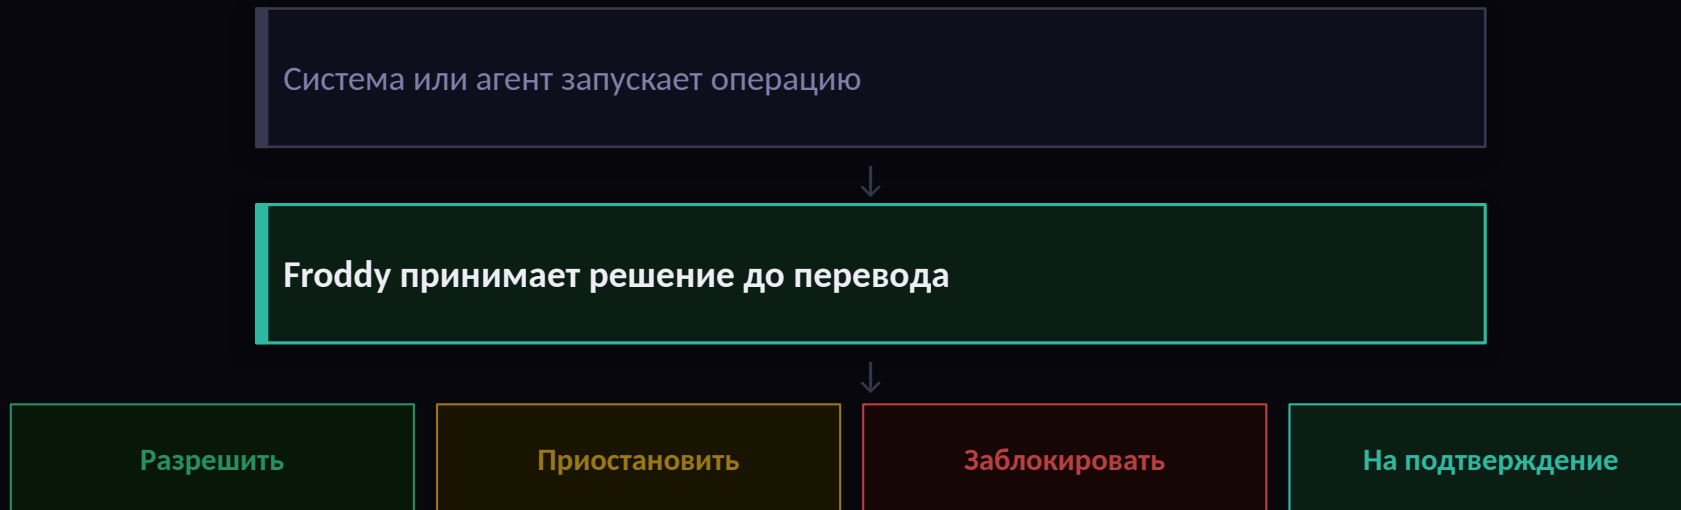 Система или агент запускает операцию
Froddy принимает решение до перевода
Разрешить
Приостановить
Заблокировать
На подтверждение